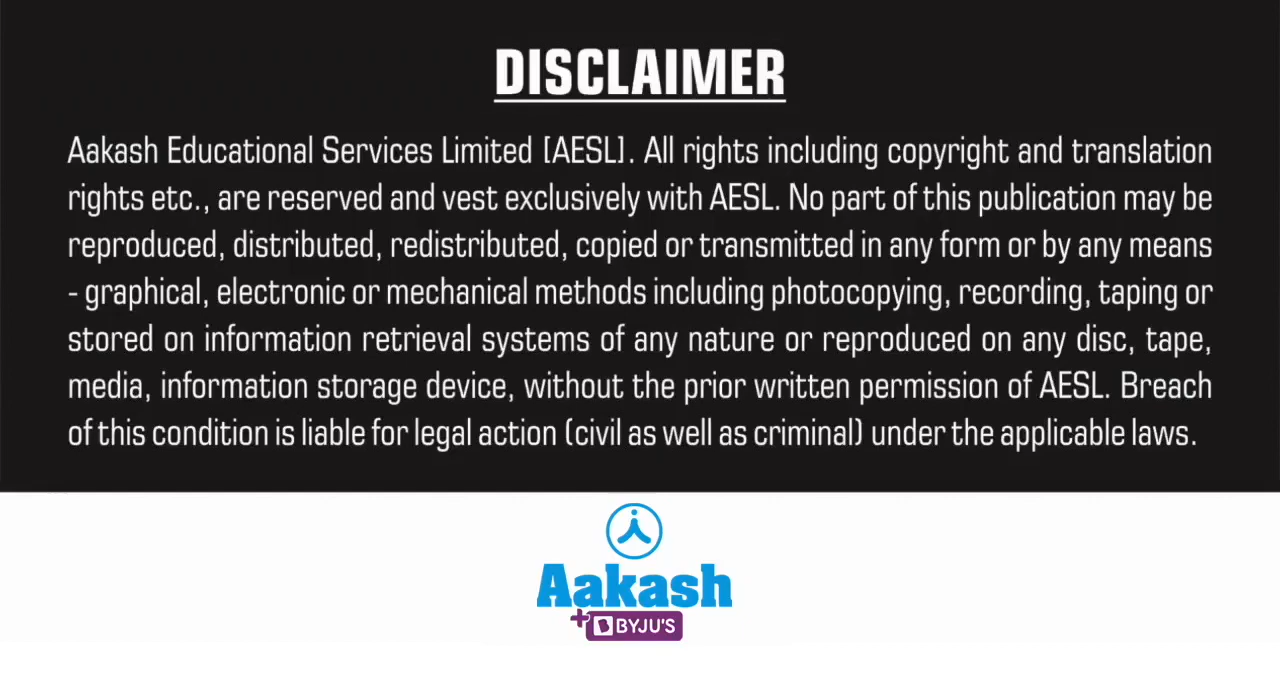 DISCLAIMER
Aakash Educational Services Limited [AESL]. All rights including copyright and translation
rights etc., are reserved and vest exclusively with AESL. No part of this publication may be
reproduced, distributed, redistributed, copied or transmitted in any form or by any means
- graphical, electronic or mechanical methods including photocopying, recording, taping or
stored on information retrieval systems of any nature or reproduced on any disc, tape,
media, information storage device, without the prior written permission of AESL. Breach
of this condition is liable for legal action (civil as well as criminal) under the applicable laws.
Aakash
+ BYJU'S